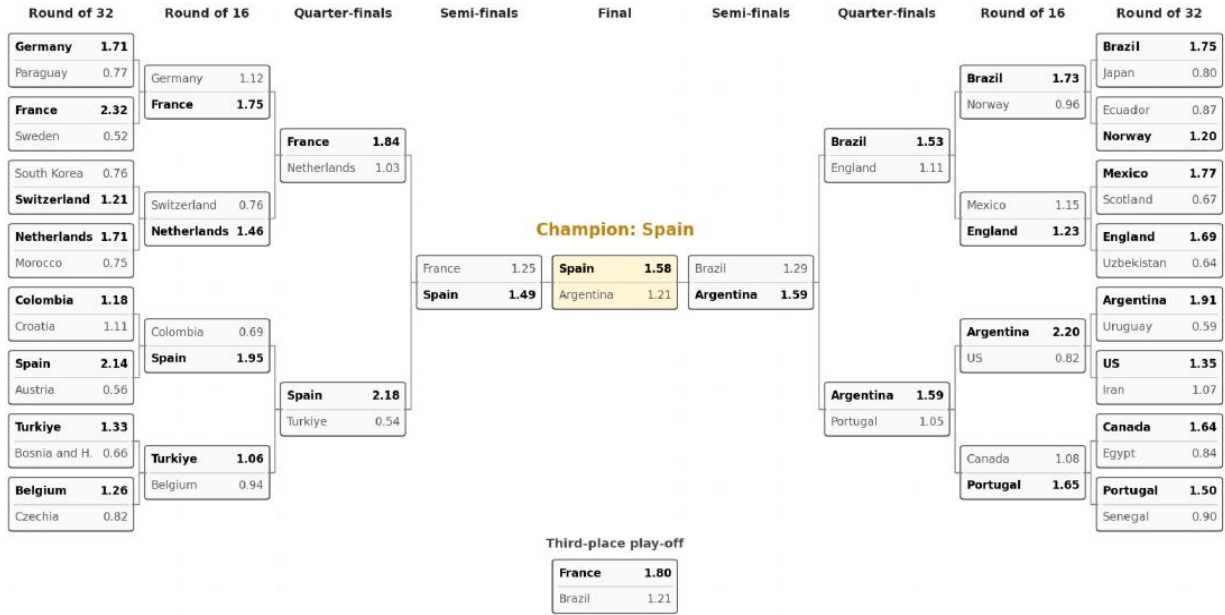 Round of 32 Round of 16 Quarter-finals Semi-finals Final Semi-finals Quarter-finals Round of 16 Round of 32
Germany 1.71
Paraguay 0.77
France 2.32
Sweden 0.52
South Korea 0.76
Switzerland 1.21
Netherlands 1.71
Morocco 0.75
Colombia 1.18
Croatia 1.11
Spain 2.14
Austria 0.56
Turkiye 1.33
Bosnia and H. 0.66
Belgium 1.26
Czechia 0.82
Germany 1.12
France 1.75
Switzerland 0.76
Netherlands 1.46
Colombia 0.69
Spain 1.95
Turkiye 1.06
Belgium 0.94
France 1.84
Netherlands 1.03
Spain 2.18
Turkiye 0.54
France 1.25
Spain 1.49
Champion: Spain
Spain 1.58
Argentina 1.21
Third-place play-off
France 1.80
Brazil 1.21
Brazil 1.29
Argentina 1.59
Brazil 1.53
England 1.11
Argentina 1.59
Portugal 1.05
Brazil 1.73
Norway 0.96
Mexico 1.15
England 1.23
Argentina 2.20
US 0.82
Canada 1.08
Portugal 1.65
Brazil 1.75
Japan 0.80
Ecuador 0.87
Norway 1.20
Mexico 1.77
Scotland 0.67
England 1.69
Uzbekistan 0.64
Argentina 1.91
Uruguay 0.59
US 1.35
Iran 1.07
Canada 1.64
Egypt 0.84
Portugal 1.50
Senegal 0.90